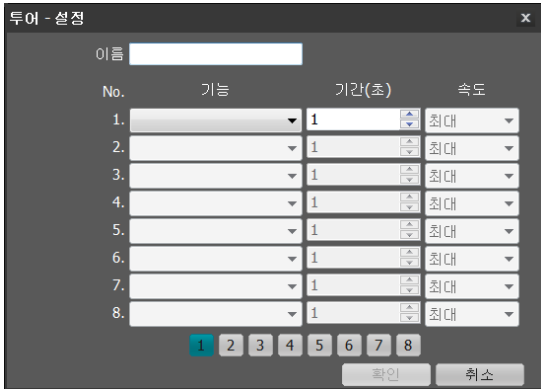 투어 - 설정 x
이름
No. 기능 기간(초) 속도
1. 1 최대
2. 1 최대
3. 1 최대
4. 1 최대
5. 1 최대
6. 1 최대
7. 1 최대
8. 1 최대
1 2 3 4 5 6 7 8
확인 취소